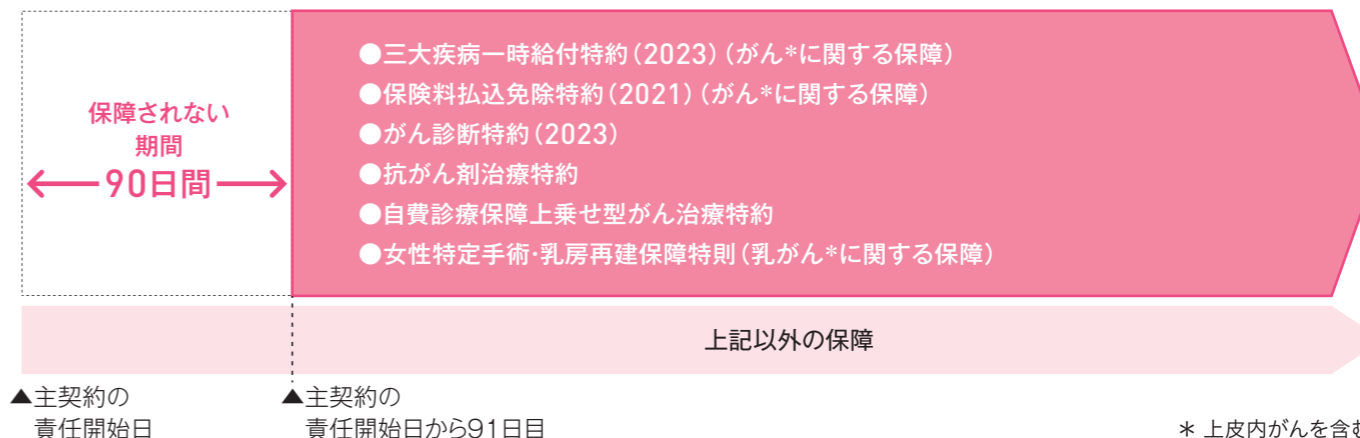 保障されない
期間
90日間
●三大疾病一時給付特約（2023）（がん*に関する保障）
●保険料払込免除特約（2021）（がん*に関する保障）
●がん診断特約（2023）
●抗がん剤治療特約
●自費診療保障上乗せ型がん治療特約
●女性特定手術・乳房再建保障特則（乳がん*に関する保障）
上記以外の保障
▲主契約の
責任開始日
▲主契約の
責任開始日から91日目
＊ 上皮内がんを含む